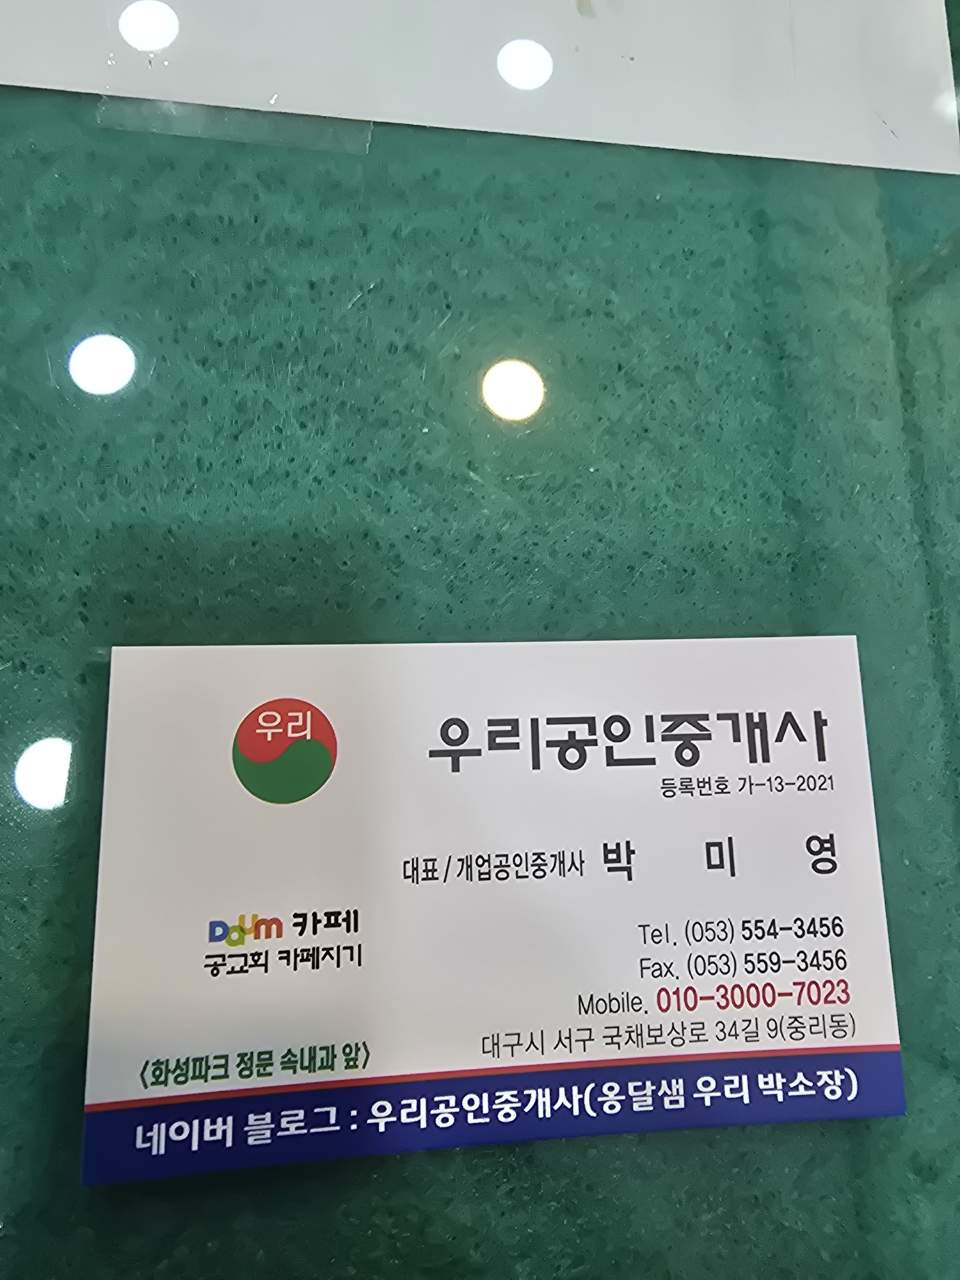 우리
우리공인중개사
등록번호 가-13-2021
대표/개업공인중개사 박 미 영
Daum 카페
공교회 카페지기
Tel. (053) 554-3456
Fax. (053) 559-3456
Mobile. 010-3000-7023
대구시 서구 국채보상로 34길 9(중리동)
<화성파크 정문 속내과 앞>
네이버 블로그 : 우리공인중개사(옹달샘 우리 박소장)